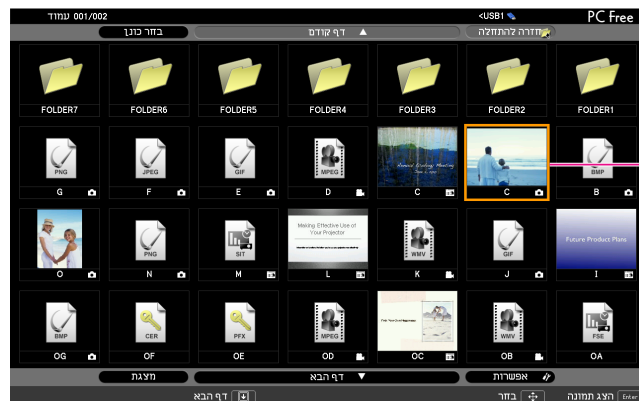 PC Free
<USB1
עמוד 001/002
חזרה להתחלה
דף קודם
בחר כונן
FOLDER1
FOLDER2
FOLDER3
FOLDER4
FOLDER5
FOLDER6
FOLDER7
BMP
B
C
Annual Ecology Meeting
C
MPEG
D
GIF
E
JPEG
F
PNG
G
Future Product Plans
I
GIF
J
WMV
K
Making Effective Use of
Your Projector
L
SIT
M
PNG
N
O
FSE
OA
WMV
OB
OC
MPEG
OD
PFX
OE
CER
OF
BMP
OG
אפשרות
דף הבא
מצגת
Enter הצג תמונה
בחר
דף הבא